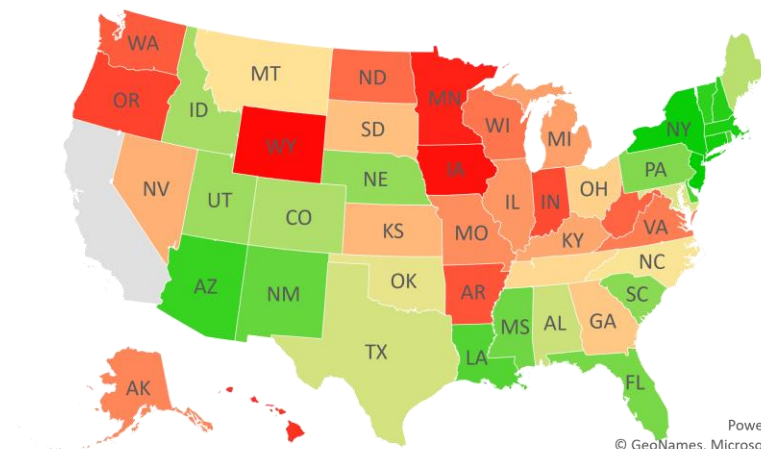 WA
MT
ND
MN
OR
ID
WY
SD
WI
MI
NY
IA
NE
PA
NV
UT
CO
IL
IN
OH
KS
MO
KY
VA
NC
AZ
NM
OK
AR
SC
MS
AL
GA
TX
LA
FL
AK
Powe
© GeoNames, Microso